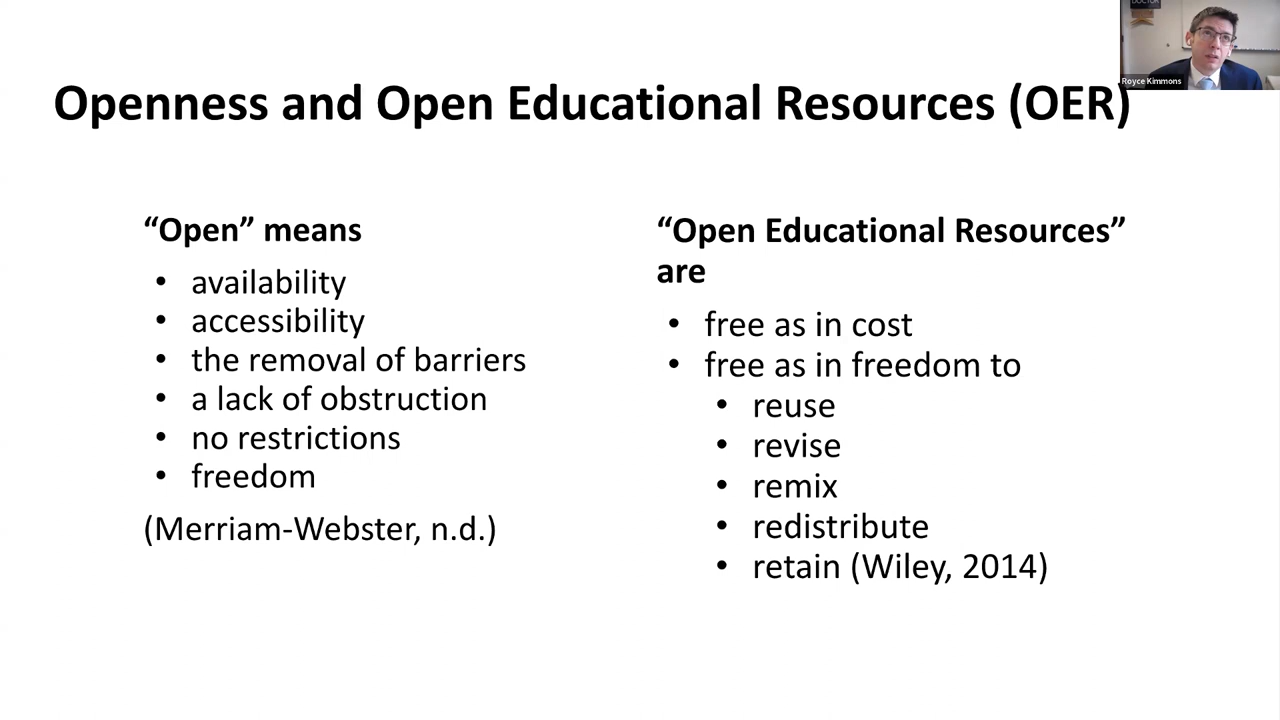 Openness and Open Educational Resources (OER)
DOCTOR
Royce Kimmons
“Open” means
• availability
• accessibility
• the removal of barriers
• a lack of obstruction
• no restrictions
• freedom
(Merriam-Webster, n.d.)
“Open Educational Resources”
are
• free as in cost
• free as in freedom to
• reuse
• revise
• remix
• redistribute
• retain (Wiley, 2014)